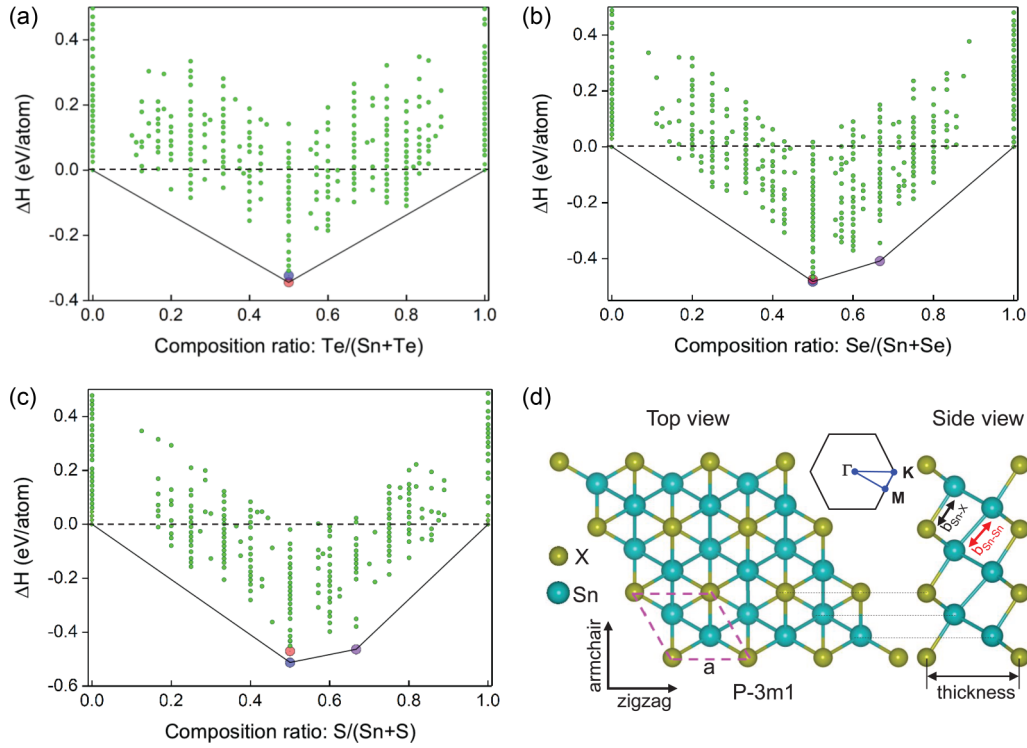 (a)
0.4
0.2
0.0
-0.2
-0.4
ΔH (eV/atom)
0.0 0.2 0.4 0.6 0.8 1.0
Composition ratio: Te/(Sn+Te)
(b)
0.4
0.2
0.0
-0.2
-0.4
ΔH (eV/atom)
0.0 0.2 0.4 0.6 0.8 1.0
Composition ratio: Se/(Sn+Se)
(c)
0.4
0.2
0.0
-0.2
-0.4
-0.6
ΔH (eV/atom)
0.0 0.2 0.4 0.6 0.8 1.0
Composition ratio: S/(Sn+S)
(d)
Top view
Side view
Γ
K
M
b Sn-X
b Sn-Sn
X
Sn
armchair
zigzag
a
P-3m1
thickness